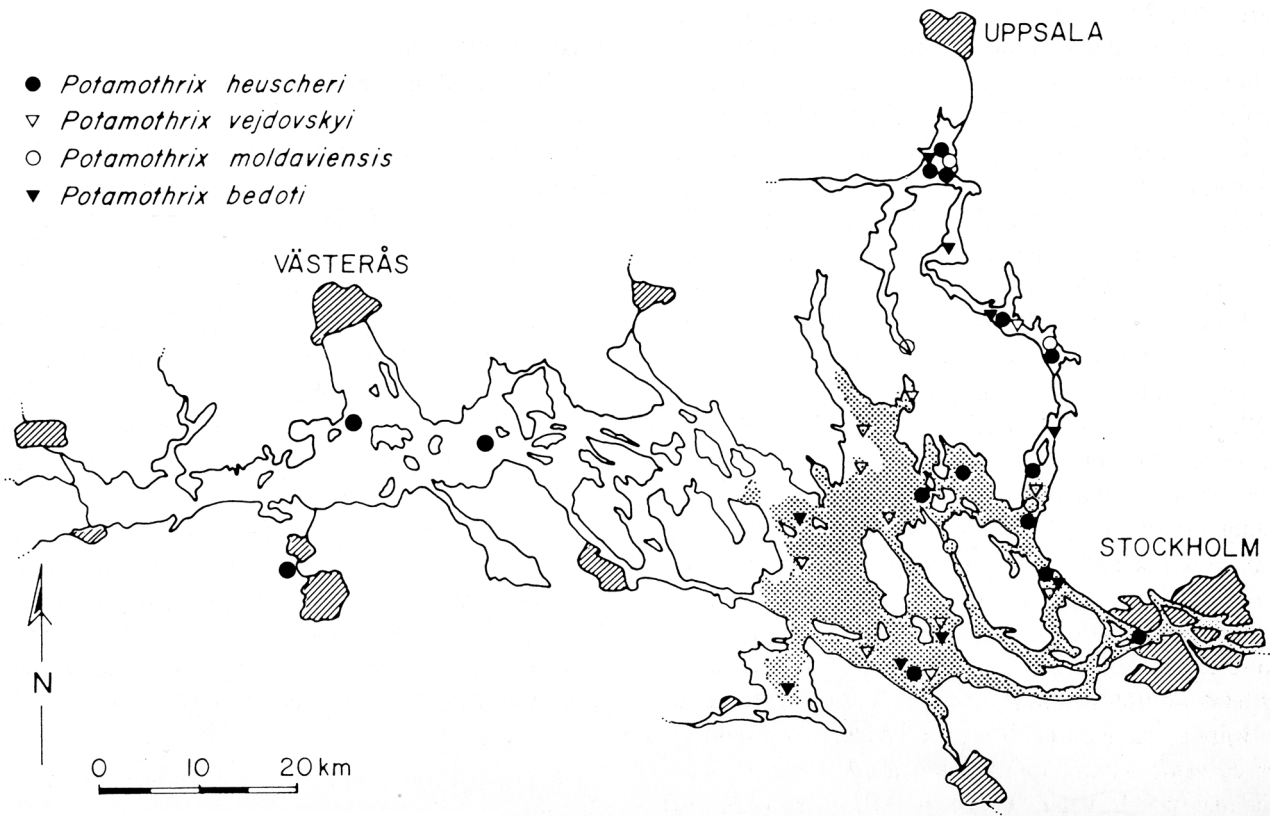 UPPSALA
Potamothrix heuscheri
Potamothrix vejdovskyi
Potamothrix moldaviensis
Potamothrix bedoti
VÄSTERÅS
STOCKHOLM
N
0 10 20 km